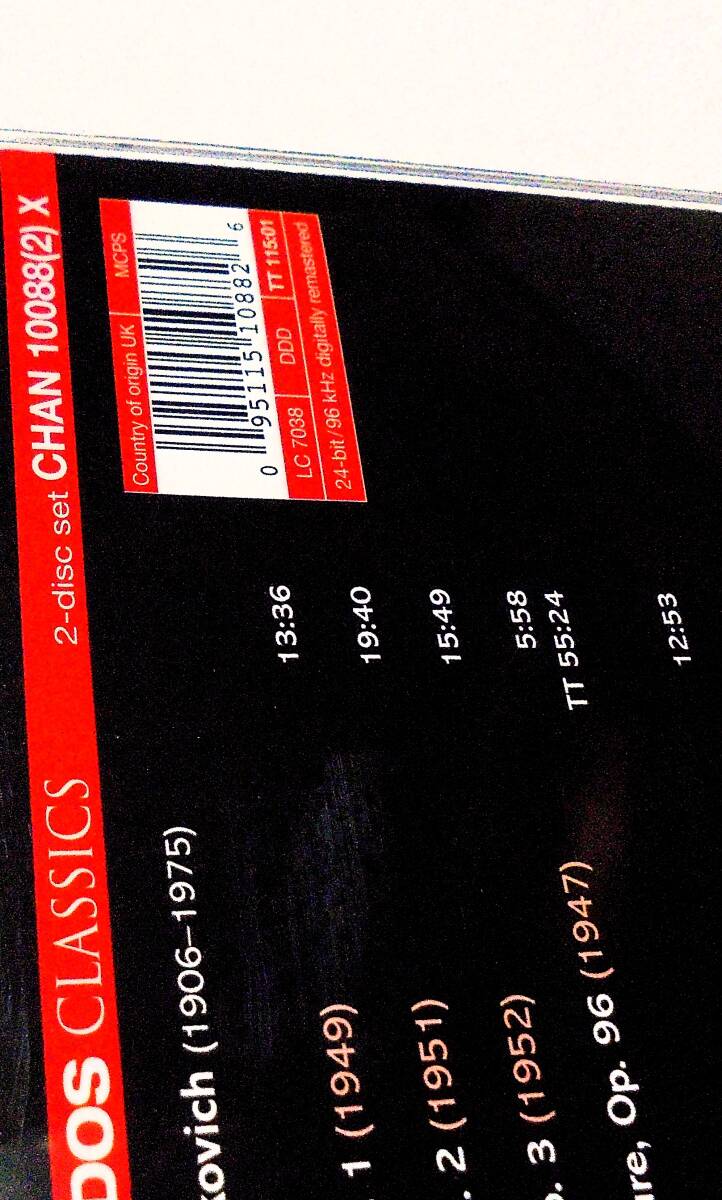 DOS CLASSICS 2-disc set CHAN 10088(2) X
Country of origin UK MCPS
0 95115 10882 6
LC 7038 DDD TT 115:01
24-bit/96 kHz digitally remastered
kovich (1906–1975)
. 1 (1949) 13:36
. 2 (1951) 19:40
o. 3 (1952) 15:49
re, Op. 96 (1947) 5:58
TT 55:24
12:53